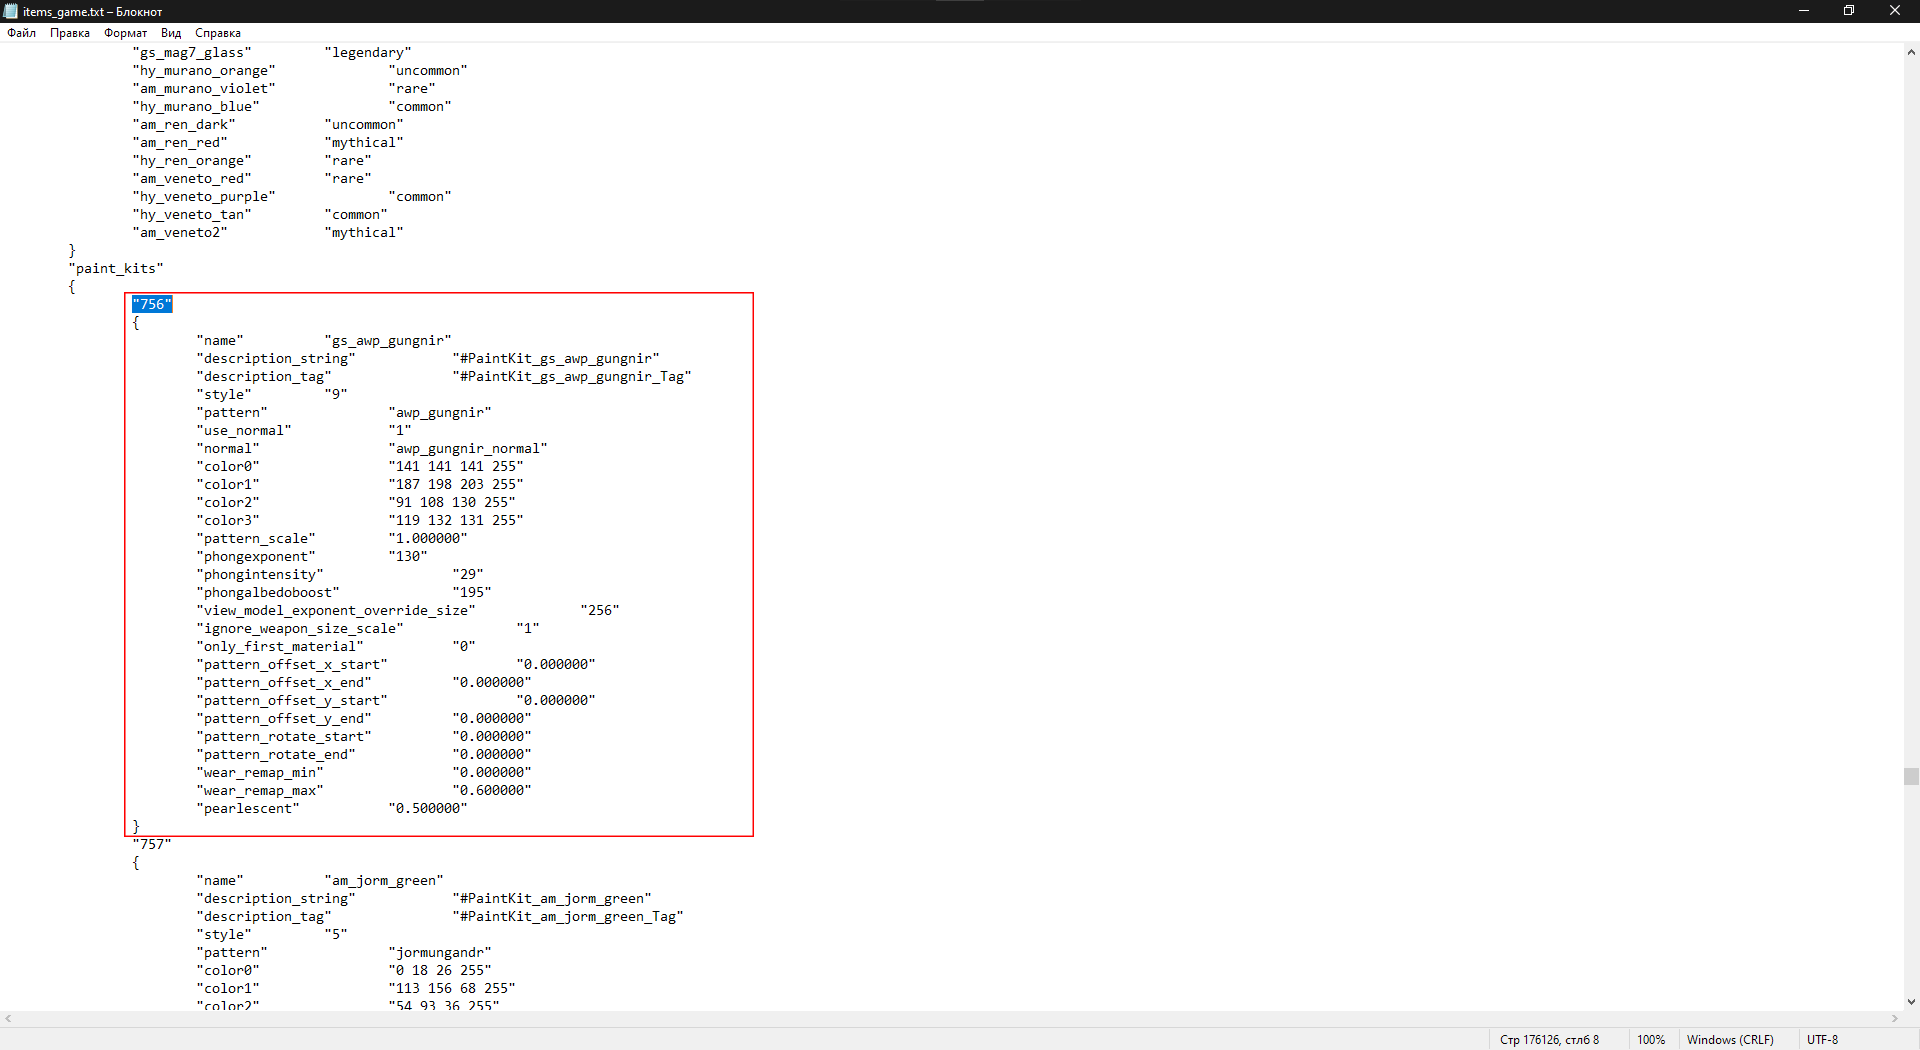 items_game.txt – Блокнот
Файл Правка Формат Вид Справка
"gs_mag7_glass" "legendary"
"hy_murano_orange" "uncommon"
"am_murano_violet" "rare"
"hy_murano_blue" "common"
"am_ren_dark" "uncommon"
"am_ren_red" "mythical"
"hy_ren_orange" "rare"
"am_veneto_red" "rare"
"hy_veneto_purple" "common"
"hy_veneto_tan" "common"
"am_veneto2" "mythical"
}
"paint_kits"
{
"756"
{
"name" "gs_awp_gungnir"
"description_string" "#PaintKit_gs_awp_gungnir"
"description_tag" "#PaintKit_gs_awp_gungnir_Tag"
"style" "9"
"pattern" "awp_gungnir"
"use_normal" "1"
"normal" "awp_gungnir_normal"
"color0" "141 141 141 255"
"color1" "187 198 203 255"
"color2" "91 108 130 255"
"color3" "119 132 131 255"
"pattern_scale" "1.000000"
"phongexponent" "130"
"phongintensity" "29"
"phongalbedoboost" "195"
"view_model_exponent_override_size" "256"
"ignore_weapon_size_scale" "1"
"only_first_material" "0"
"pattern_offset_x_start" "0.000000"
"pattern_offset_x_end" "0.000000"
"pattern_offset_y_start" "0.000000"
"pattern_offset_y_end" "0.000000"
"pattern_rotate_start" "0.000000"
"pattern_rotate_end" "0.000000"
"wear_remap_min" "0.000000"
"wear_remap_max" "0.600000"
"pearlescent" "0.500000"
}
"757"
{
"name" "am_jorm_green"
"description_string" "#PaintKit_am_jorm_green"
"description_tag" "#PaintKit_am_jorm_green_Tag"
"style" "5"
"pattern" "jormungandr"
"color0" "0 18 26 255"
"color1" "113 156 68 255"
"color2" "54 93 36 255"
Стр 176126, стлб 8 100% Windows (CRLF) UTF-8